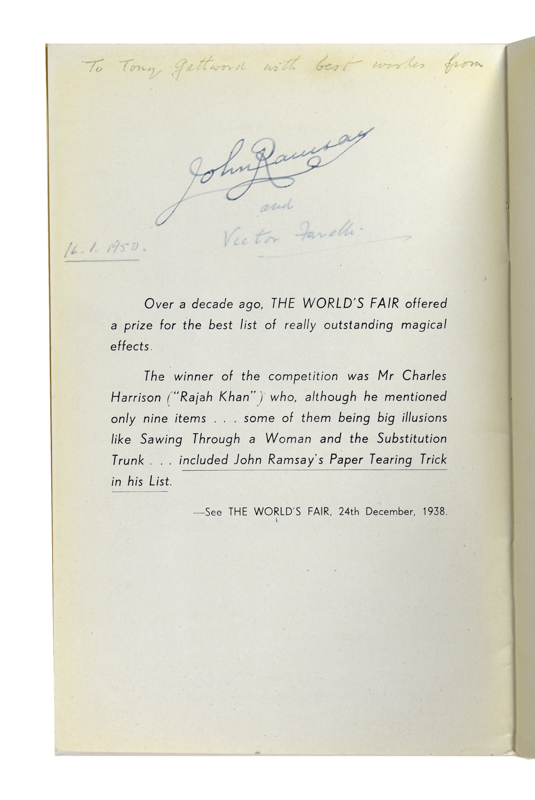 To Tony with best wishes from
John Ramsay
and
Victor Farelli.
16.1.1950.
Over a decade ago, THE WORLD'S FAIR offered
a prize for the best list of really outstanding magical
effects.
The winner of the competition was Mr Charles
Harrison ("Rajah Khan") who, although he mentioned
only nine items . . . some of them being big illusions
like Sawing Through a Woman and the Substitution
Trunk . . . included John Ramsay's Paper Tearing Trick
in his List.
—See THE WORLD'S FAIR, 24th December, 1938.